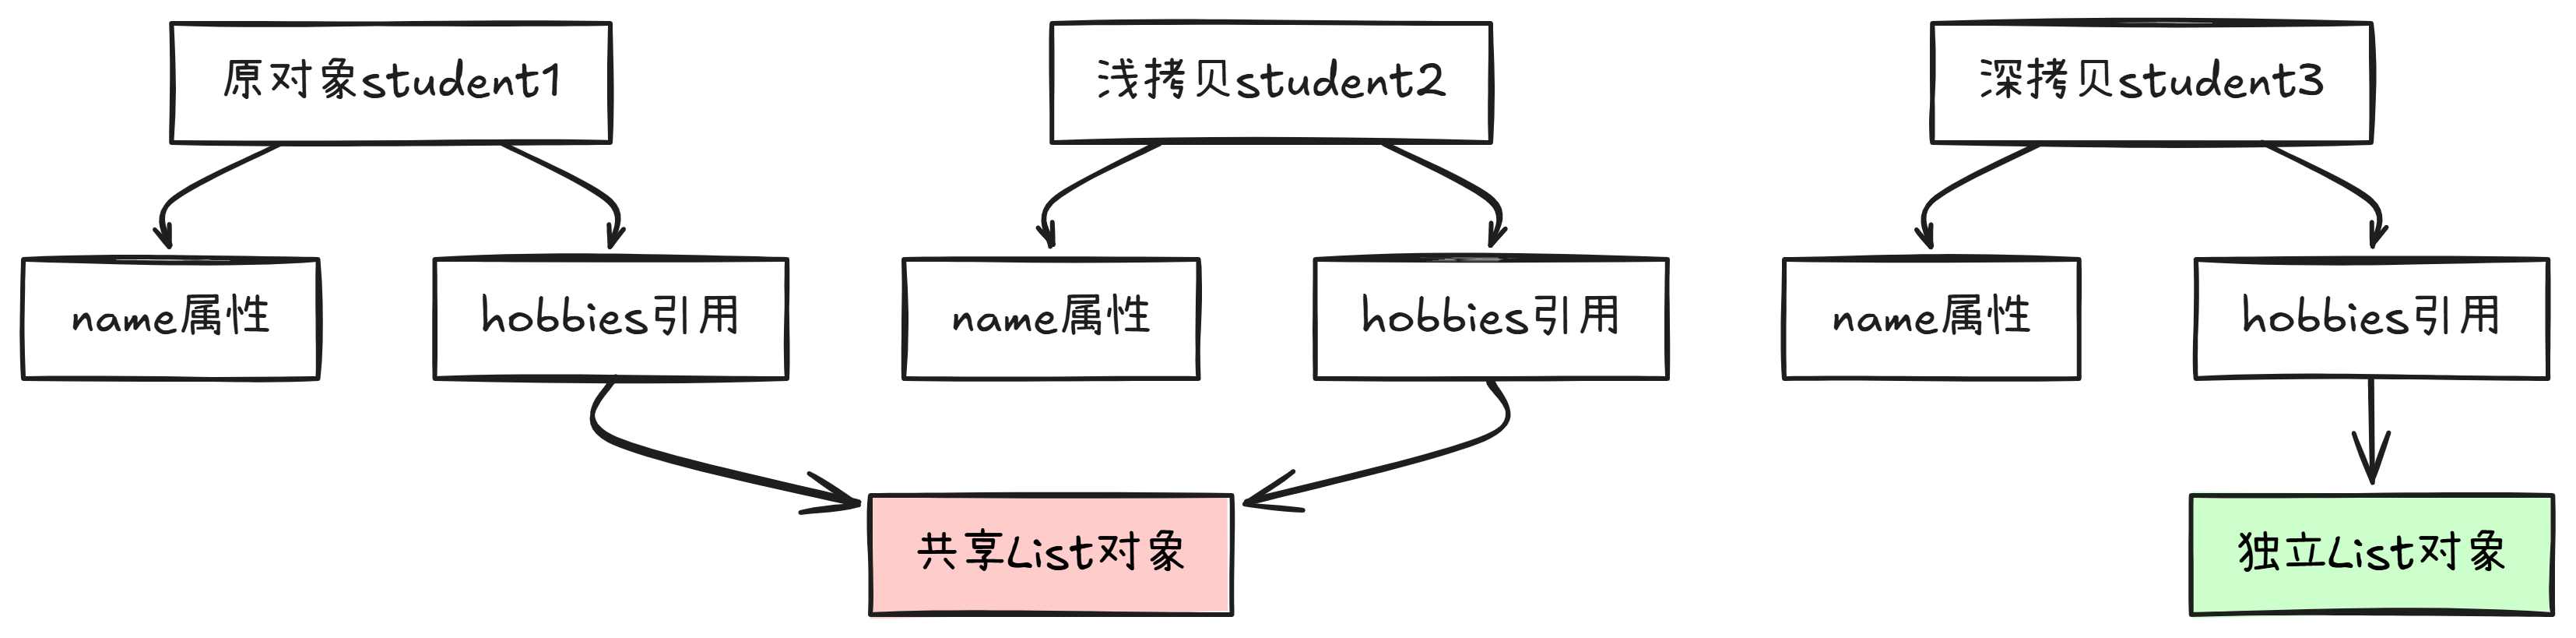 原对象student1
浅拷贝student2
深拷贝student3
name属性
hobbies引用
name属性
hobbies引用
name属性
hobbies引用
共享List对象
独立List对象